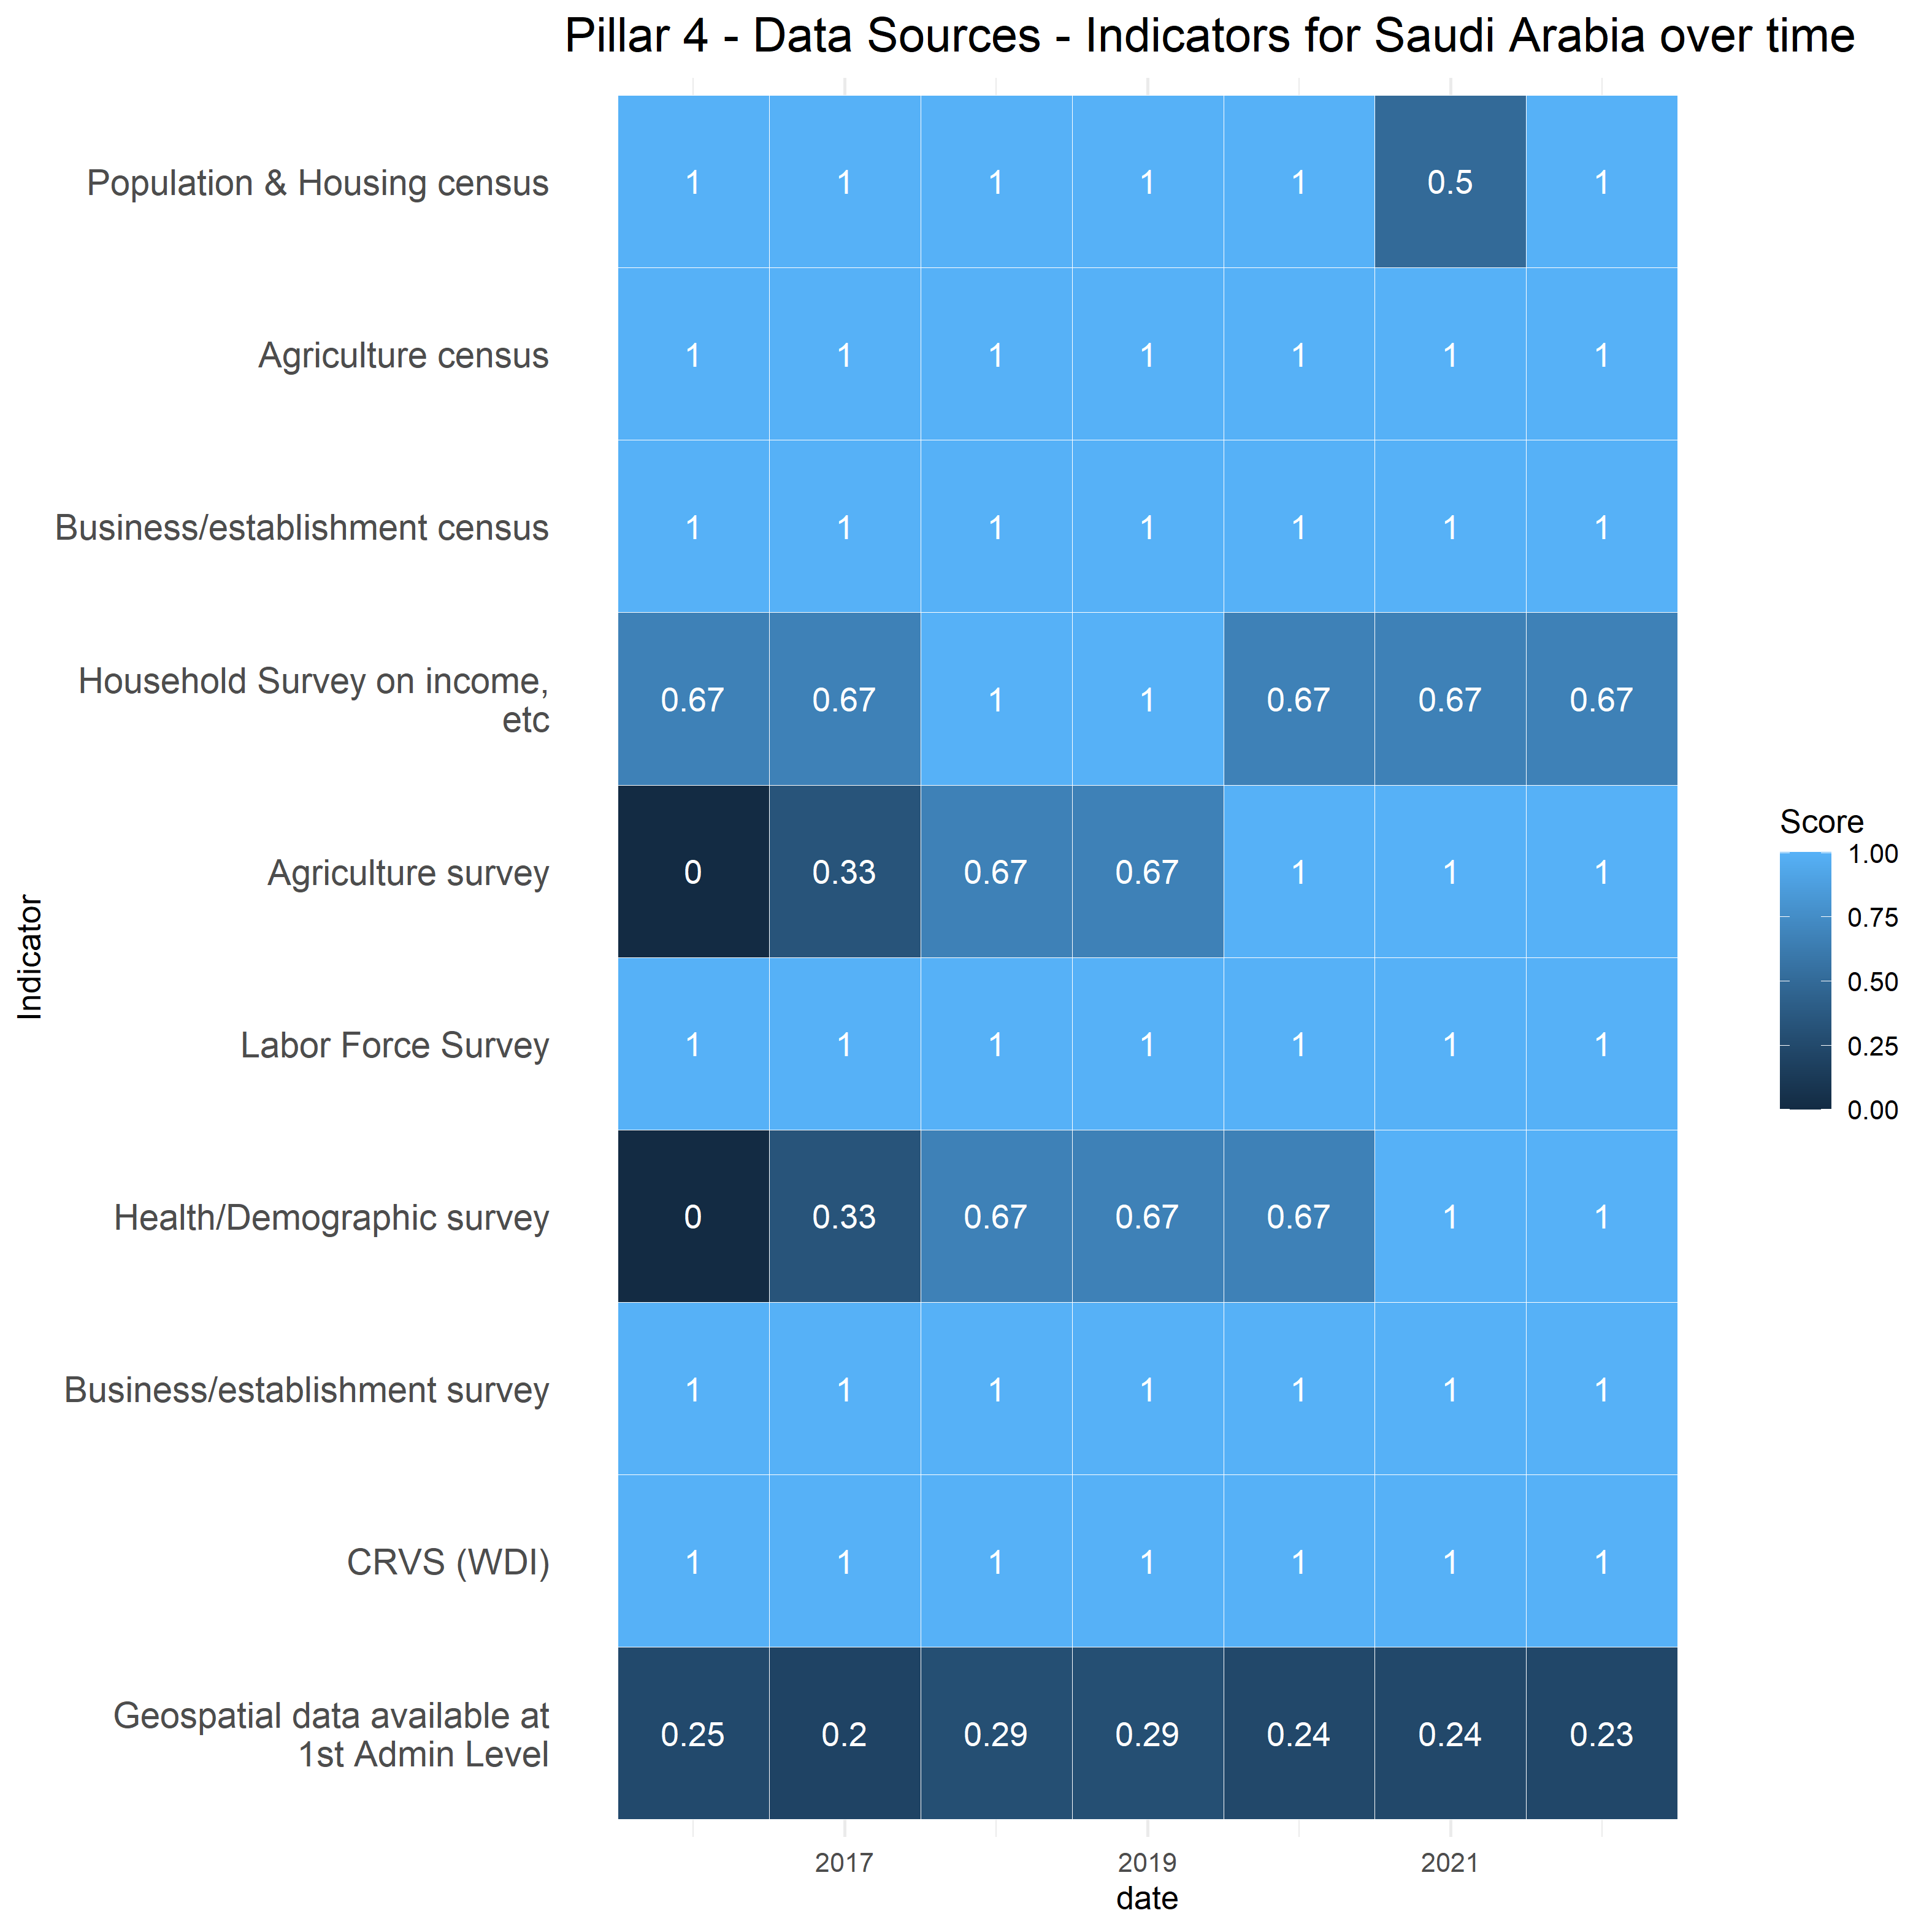 Pillar 4 - Data Sources - Indicators for Saudi Arabia over time
Population & Housing census
1 1 1 1 1 0.5 1
Agriculture census
1 1 1 1 1 1 1
Business/establishment census
1 1 1 1 1 1 1
Household Survey on income,
etc
0.67 0.67 1 1 0.67 0.67 0.67
Agriculture survey
0 0.33 0.67 0.67 1 1 1
Labor Force Survey
1 1 1 1 1 1 1
Health/Demographic survey
0 0.33 0.67 0.67 0.67 1 1
Business/establishment survey
1 1 1 1 1 1 1
CRVS (WDI)
1 1 1 1 1 1 1
Geospatial data available at
1st Admin Level
0.25 0.2 0.29 0.29 0.24 0.24 0.23
2017 2019 2021
date
Indicator
Score
1.00
0.75
0.50
0.25
0.00